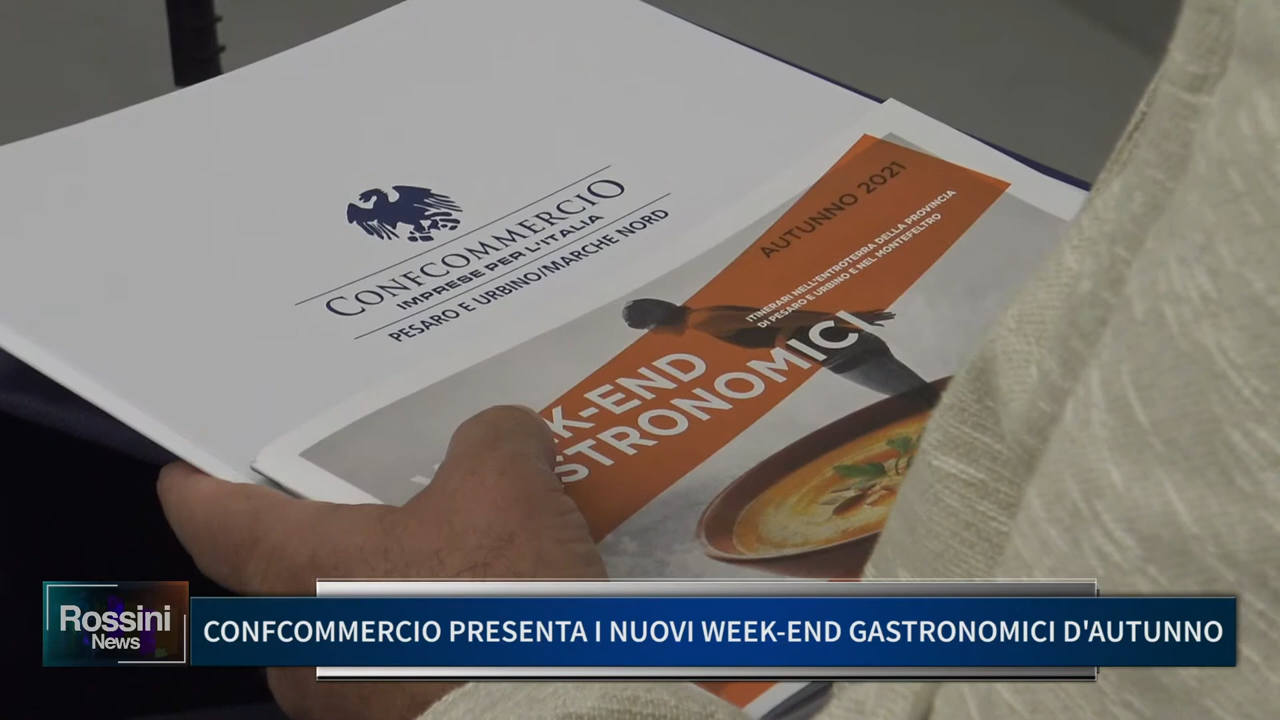 CONFCOMMERCIO
IMPRESE PER L'ITALIA
PESARO E URBINO/MARCHE NORD
AUTUNNO 2021
ITINERARI NELL'ENTROTERRA DELLA PROVINCIA
DI PESARO E URBINO E NEL MONTEFELTRO
K-END
STRONOMICI
Rossini
News
CONFCOMMERCIO PRESENTA I NUOVI WEEK-END GASTRONOMICI D'AUTUNNO